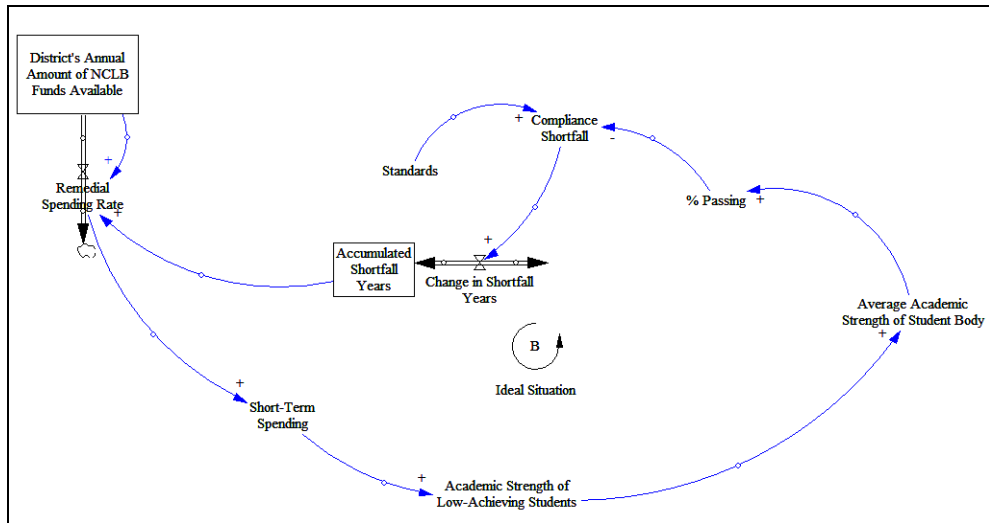 District's Annual
Amount of NCLB
Funds Available
+
Remedial
Spending Rate
+
Standards
+
Compliance
Shortfall
-
% Passing
+
Accumulated
Shortfall
Years
+
Change in Shortfall
Years
Average Academic
Strength of Student Body
+
B
Ideal Situation
+
Short-Term
Spending
+
Academic Strength of
Low-Achieving Students